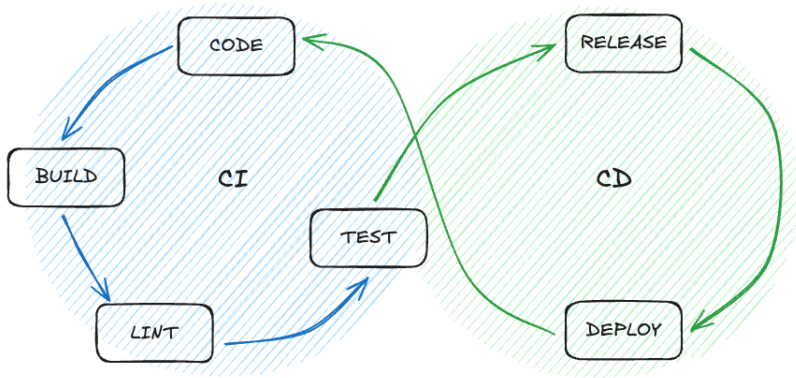 CODE
RELEASE
BUILD
CI
CD
TEST
LINT
DEPLOY